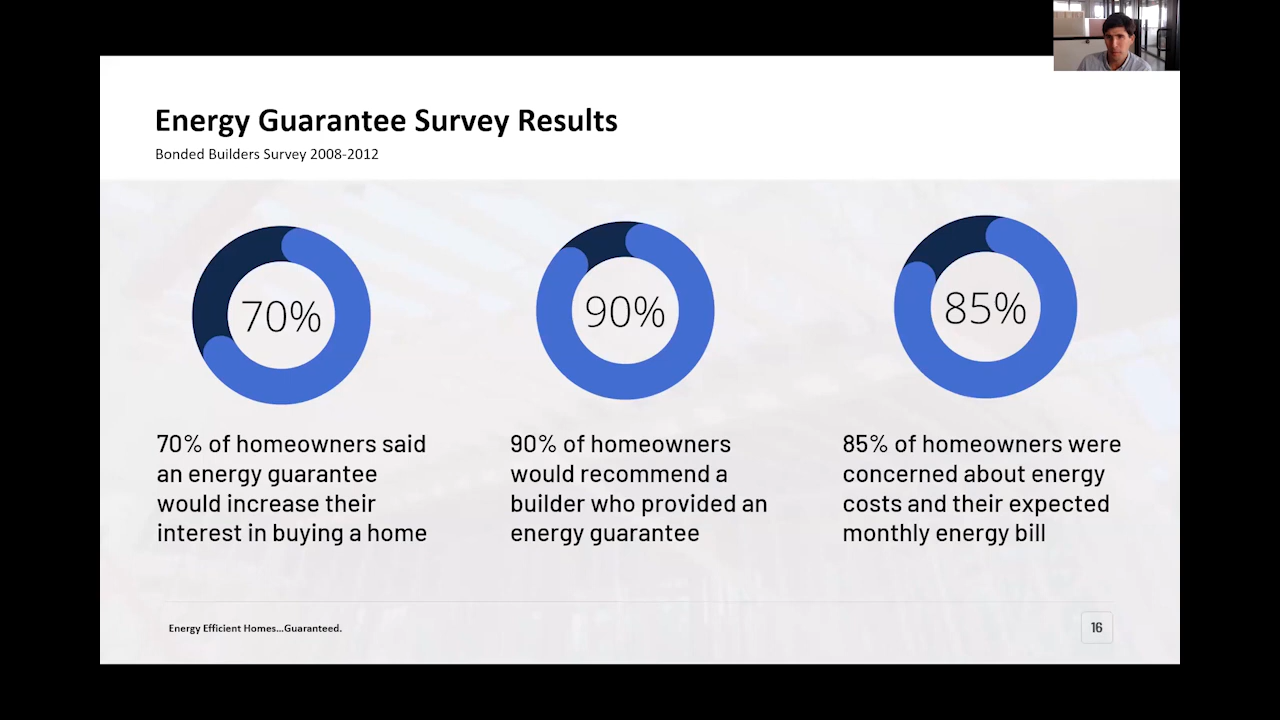 Energy Guarantee Survey Results
Bonded Builders Survey 2008-2012
70%
90%
85%
70% of homeowners said
an energy guarantee
would increase their
interest in buying a home
90% of homeowners
would recommend a
builder who provided an
energy guarantee
85% of homeowners were
concerned about energy
costs and their expected
monthly energy bill
Energy Efficient Homes...Guaranteed.
16